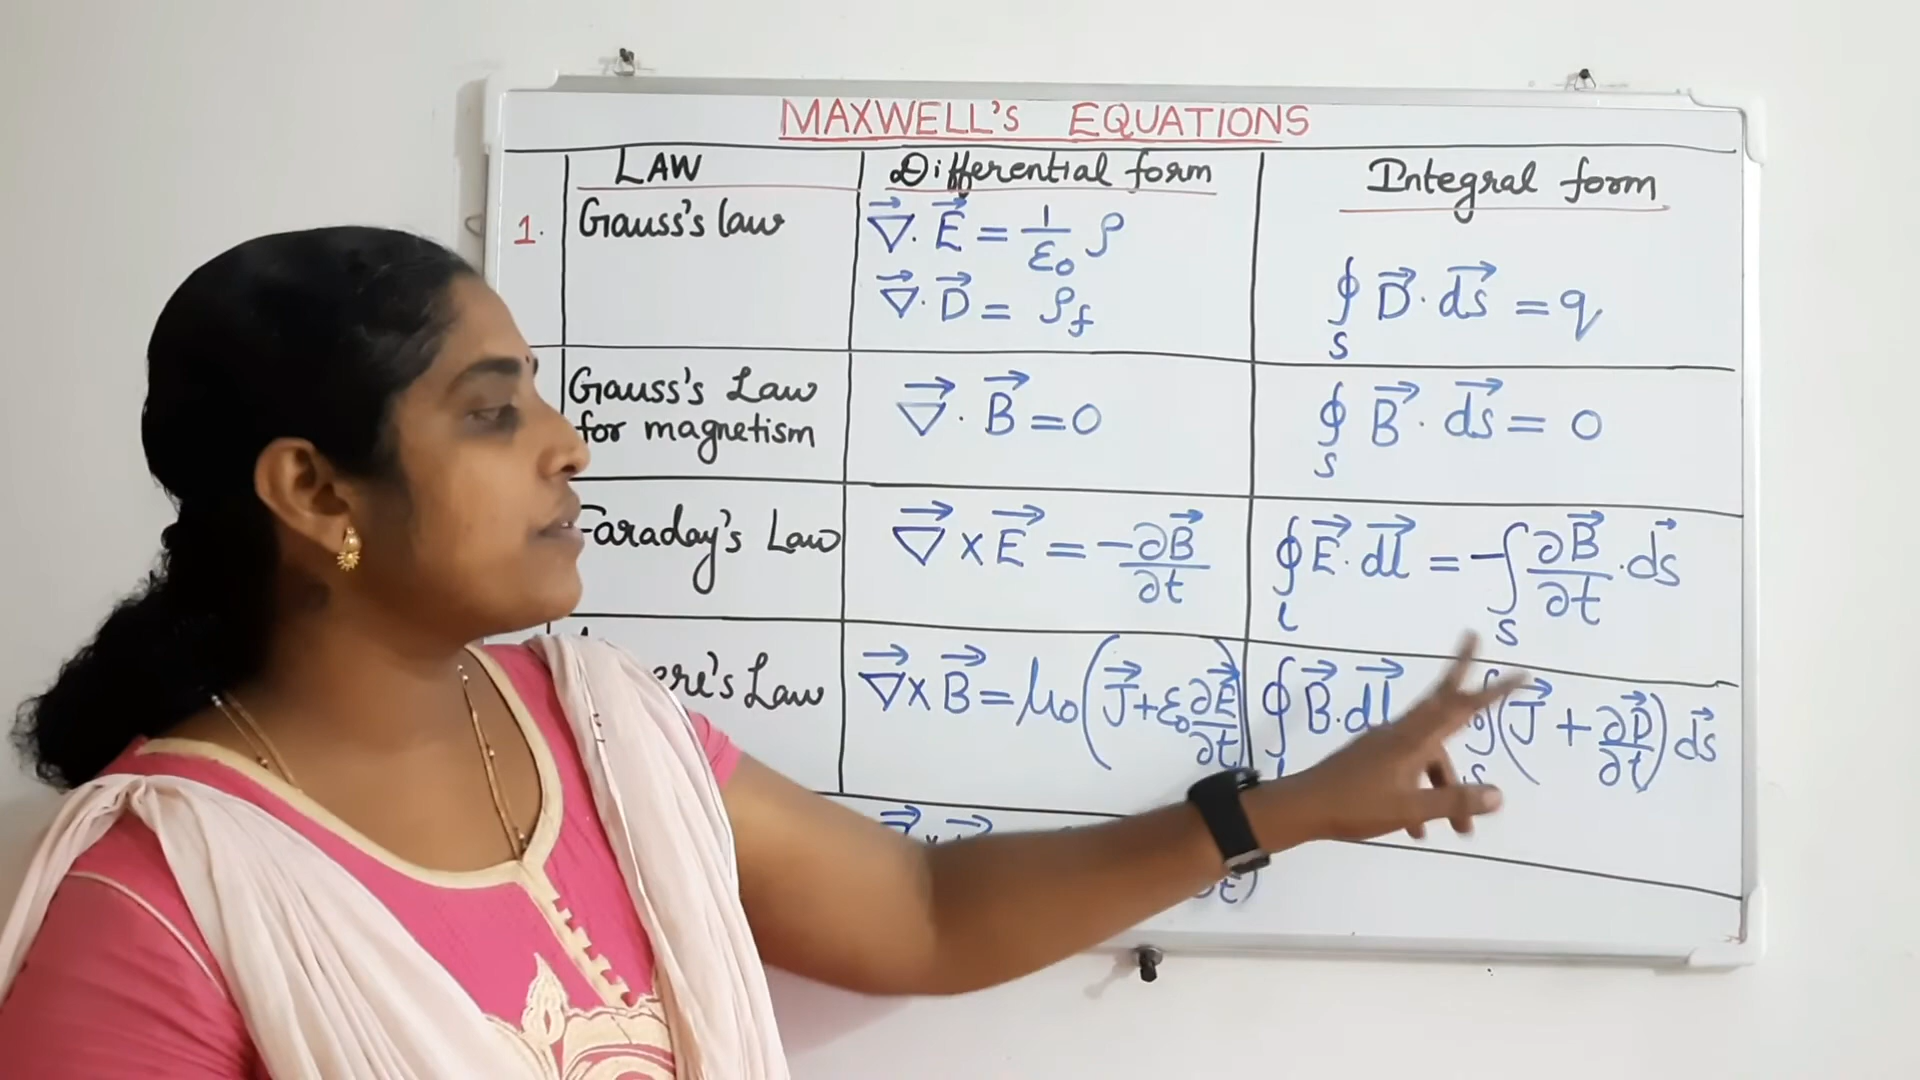 MAXWELL'S EQUATIONS
LAW Differential form Integral form
1. Gauss's law ∇⃗. E⃗ = 1/ε₀ ρ
∇⃗. D⃗ = ρf ∮s D⃗. ds⃗ = q
Gauss's Law for magnetism ∇⃗. B⃗ = 0 ∮s B⃗. ds⃗ = 0
Faraday's Law ∇⃗ x E⃗ = -∂B⃗/∂t ∮l E⃗. dl⃗ = -∫s ∂B⃗/∂t . ds⃗
ere's Law ∇⃗ x B⃗ = μ₀(J⃗ + ε₀ ∂E⃗/∂t) ∮l B⃗. dl⃗ ∫s (J⃗ + ∂D⃗/∂t) ds⃗